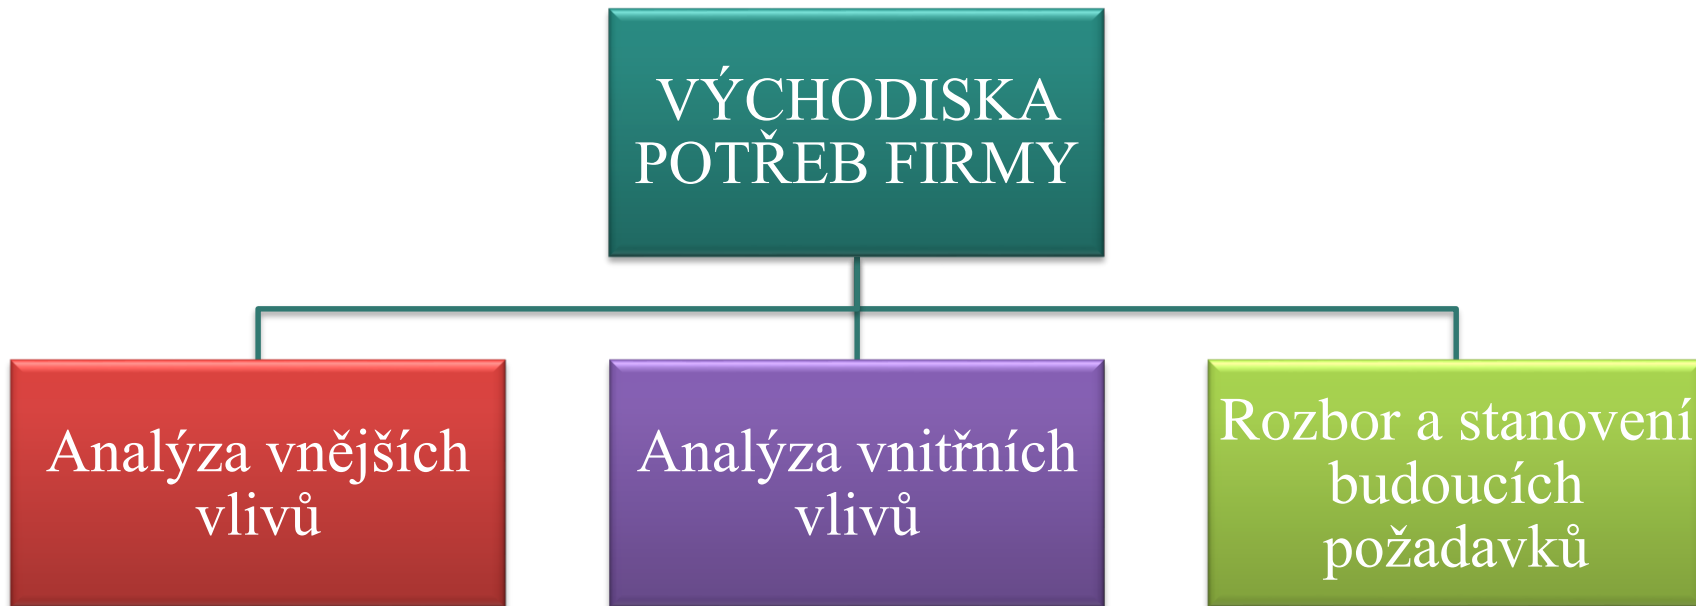 VÝCHODISKA
POTŘEB FIRMY
Analýza vnějších
vlivů
Analýza vnitřních
vlivů
Rozbor a stanovení
budoucích
požadavků